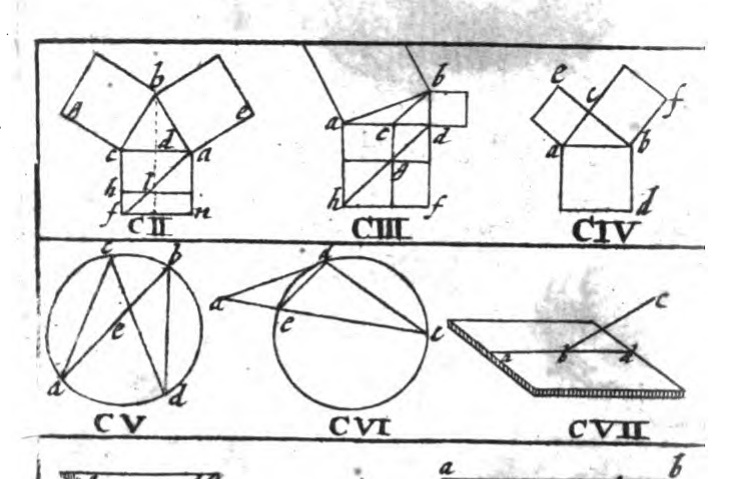 b
g e
c d a
h l
f n
CII
b
a c d
g
h f
CIII
e c f
a b
d
CIV
c b
e
a d
CV
d
a
e c
CVI
c
a b d
CVII
a b